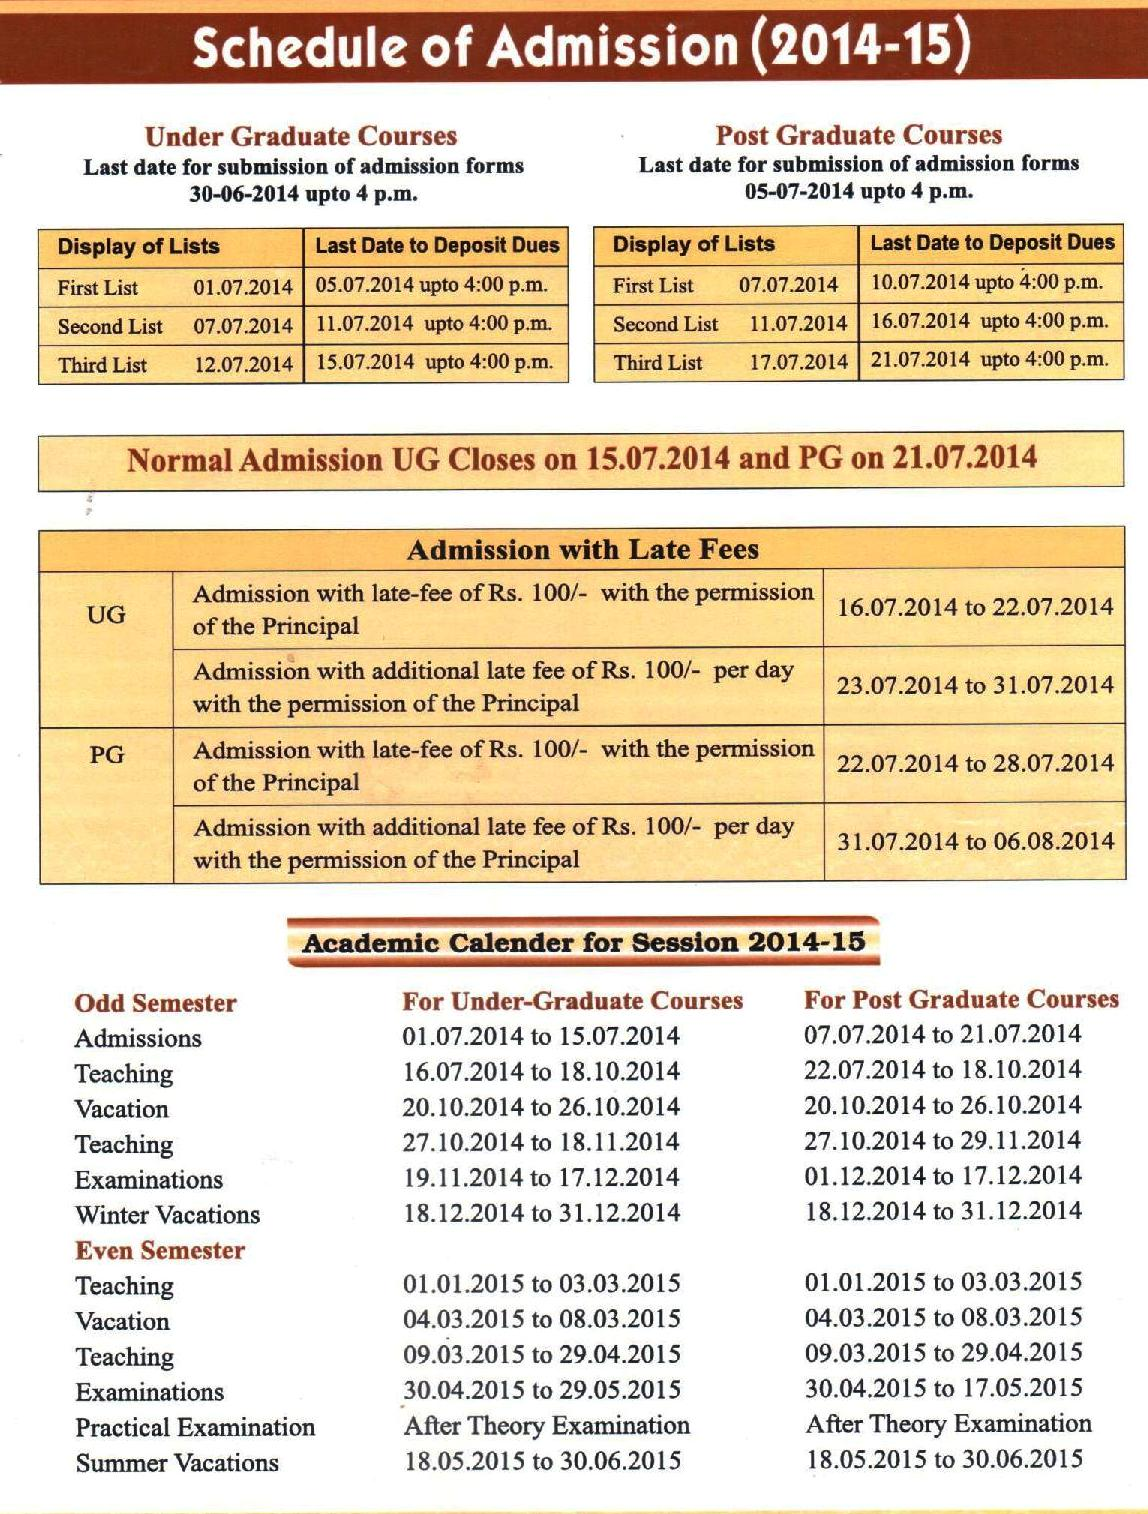 Schedule of Admission (2014-15)
Under Graduate Courses
Last date for submission of admission forms
30-06-2014 upto 4 p.m.
Display of Lists Last Date to Deposit Dues
First List 01.07.2014 05.07.2014 upto 4:00 p.m.
Second List 07.07.2014 11.07.2014 upto 4:00 p.m.
Third List 12.07.2014 15.07.2014 upto 4:00 p.m.
Post Graduate Courses
Last date for submission of admission forms
05-07-2014 upto 4 p.m.
Display of Lists Last Date to Deposit Dues
First List 07.07.2014 10.07.2014 upto 4:00 p.m.
Second List 11.07.2014 16.07.2014 upto 4:00 p.m.
Third List 17.07.2014 21.07.2014 upto 4:00 p.m.
Normal Admission UG Closes on 15.07.2014 and PG on 21.07.2014
Admission with Late Fees
UG
Admission with late-fee of Rs. 100/- with the permission
of the Principal
16.07.2014 to 22.07.2014
Admission with additional late fee of Rs. 100/- per day
with the permission of the Principal
23.07.2014 to 31.07.2014
PG
Admission with late-fee of Rs. 100/- with the permission
of the Principal
22.07.2014 to 28.07.2014
Admission with additional late fee of Rs. 100/- per day
with the permission of the Principal
31.07.2014 to 06.08.2014
Academic Calender for Session 2014-15
Odd Semester For Under-Graduate Courses For Post Graduate Courses
Admissions 01.07.2014 to 15.07.2014 07.07.2014 to 21.07.2014
Teaching 16.07.2014 to 18.10.2014 22.07.2014 to 18.10.2014
Vacation 20.10.2014 to 26.10.2014 20.10.2014 to 26.10.2014
Teaching 27.10.2014 to 18.11.2014 27.10.2014 to 29.11.2014
Examinations 19.11.2014 to 17.12.2014 01.12.2014 to 17.12.2014
Winter Vacations 18.12.2014 to 31.12.2014 18.12.2014 to 31.12.2014
Even Semester
Teaching 01.01.2015 to 03.03.2015 01.01.2015 to 03.03.2015
Vacation 04.03.2015 to 08.03.2015 04.03.2015 to 08.03.2015
Teaching 09.03.2015 to 29.04.2015 09.03.2015 to 29.04.2015
Examinations 30.04.2015 to 29.05.2015 30.04.2015 to 17.05.2015
Practical Examination After Theory Examination After Theory Examination
Summer Vacations 18.05.2015 to 30.06.2015 18.05.2015 to 30.06.2015